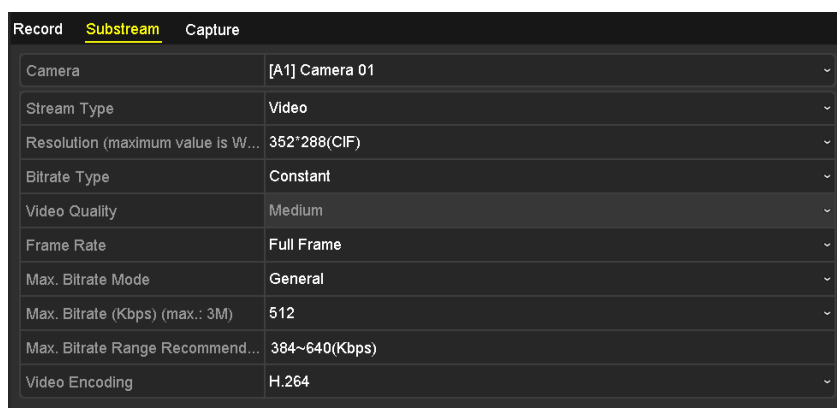 Record Substream Capture
Camera [A1] Camera 01
Stream Type Video
Resolution (maximum value is W... 352*288(CIF)
Bitrate Type Constant
Video Quality Medium
Frame Rate Full Frame
Max. Bitrate Mode General
Max. Bitrate (Kbps) (max.: 3M) 512
Max. Bitrate Range Recommend... 384~640(Kbps)
Video Encoding H.264